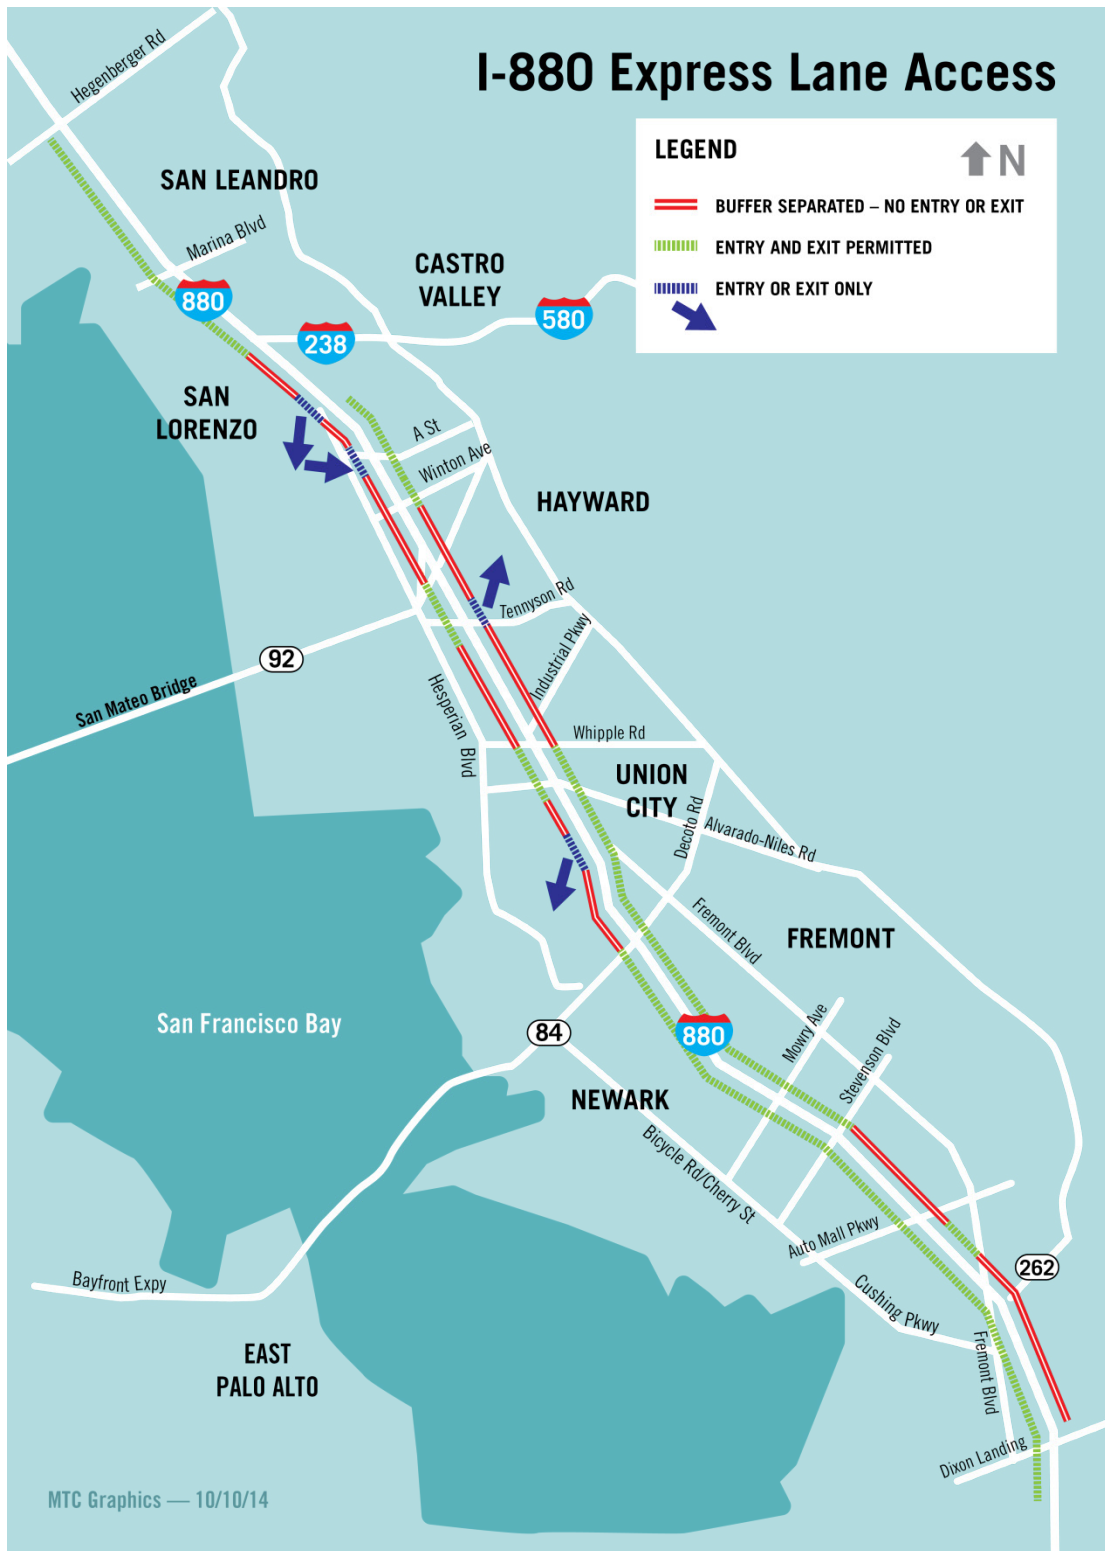 I-880 Express Lane Access
LEGEND
N
BUFFER SEPARATED – NO ENTRY OR EXIT
ENTRY AND EXIT PERMITTED
ENTRY OR EXIT ONLY
Hegenberger Rd
SAN LEANDRO
Marina Blvd
CASTRO
VALLEY
880
238
580
SAN
LORENZO
A St
Winton Ave
HAYWARD
Tennyson Rd
Industrial Pkwy
92
San Mateo Bridge
Hesperian Blvd
Whipple Rd
UNION
CITY
Decoto Rd
Alvarado-Niles Rd
Fremont Blvd
FREMONT
San Francisco Bay
84
880
Mowry Ave
Stevenson Blvd
NEWARK
Bicycle Rd/Cherry St
Auto Mall Pkwy
262
Bayfront Expy
Cushing Pkwy
Fremont Blvd
EAST
PALO ALTO
Dixon Landing
MTC Graphics — 10/10/14